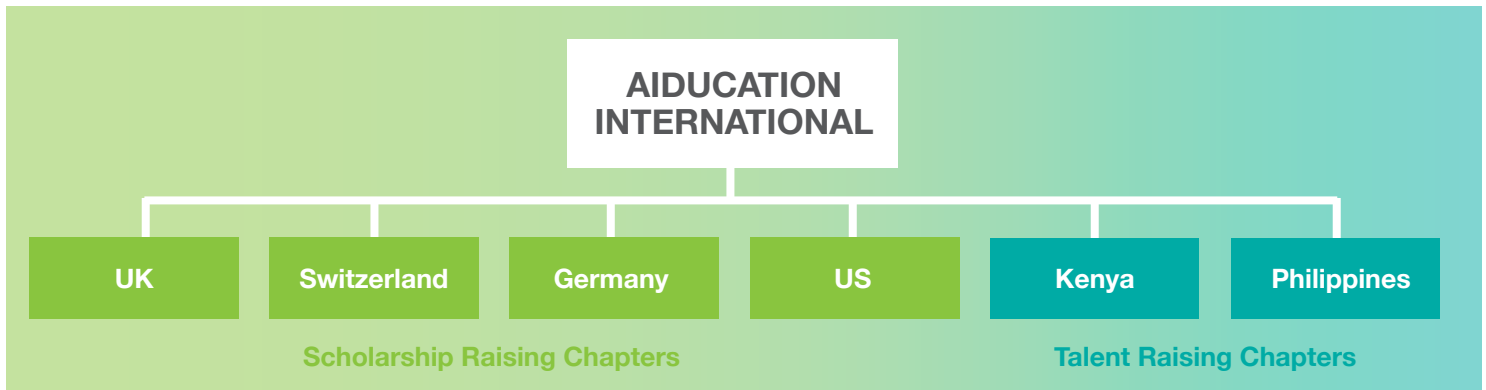 AIDUCATION
INTERNATIONAL
UK
Switzerland
Germany
US
Kenya
Philippines
Scholarship Raising Chapters
Talent Raising Chapters